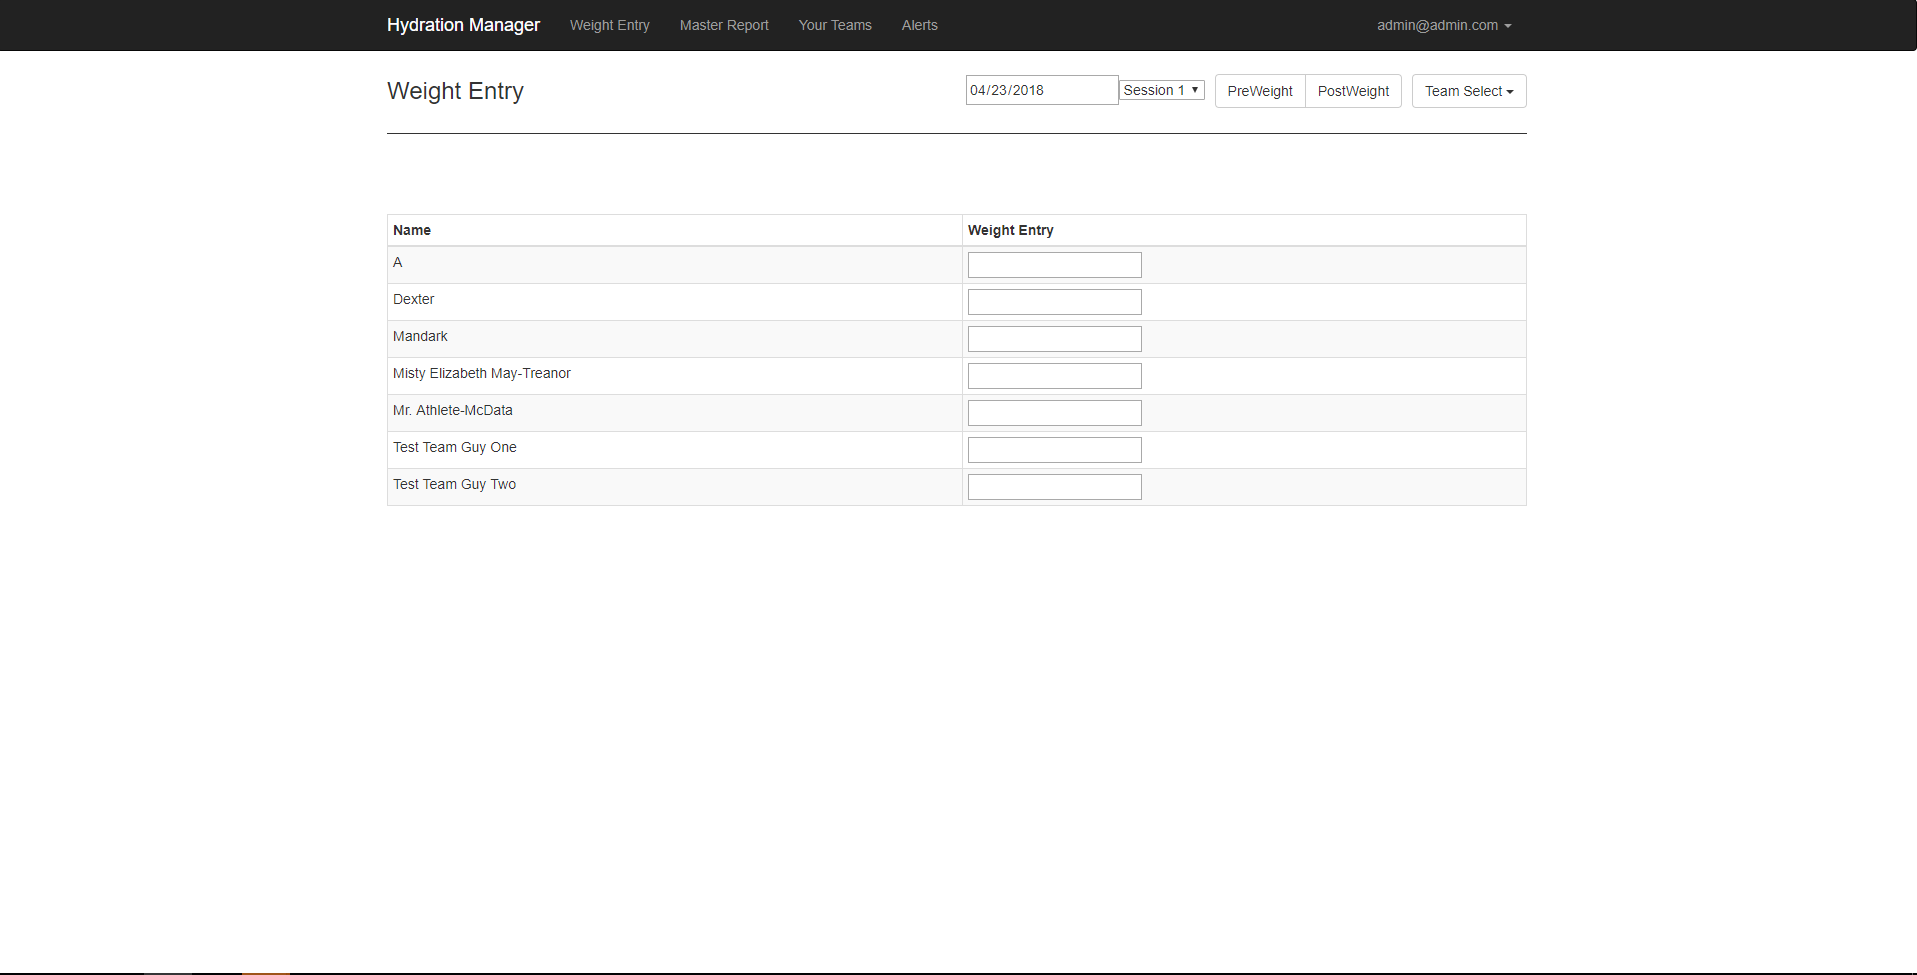 Hydration Manager Weight Entry Master Report Your Teams Alerts admin@admin.com
Weight Entry 04/23/2018 Session 1 PreWeight PostWeight Team Select
Name Weight Entry
A
Dexter
Mandark
Misty Elizabeth May-Treanor
Mr. Athlete-McData
Test Team Guy One
Test Team Guy Two